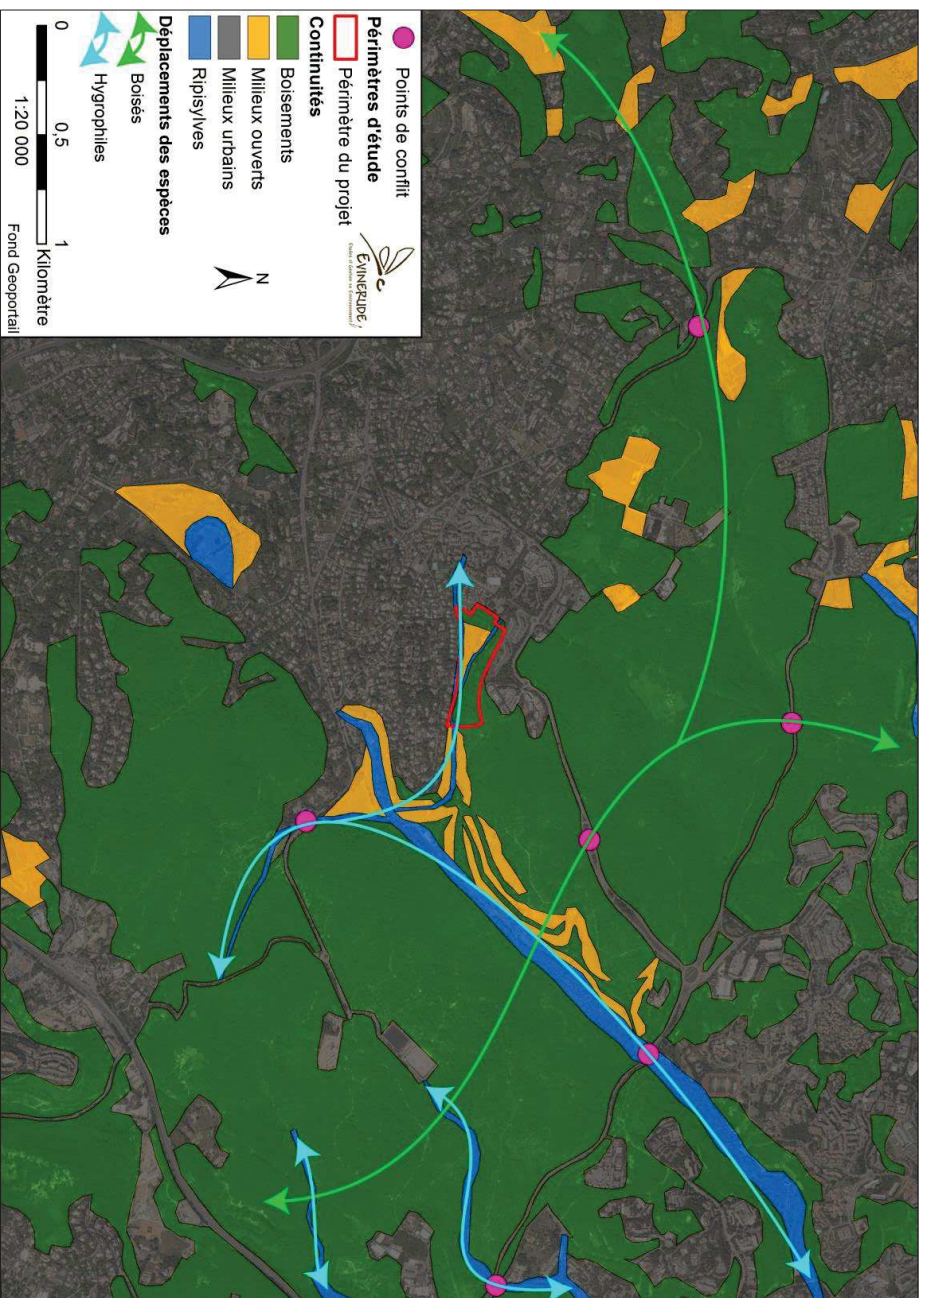 Points de conflit
Périmètres d'étude
Périmètre du projet
Continuités
Boisements
Milieux ouverts
Milieux urbains
Ripisylves
Déplacements des espèces
Boisés
Hygrophiles
EVINERUDE
N
0 0,5 1
Kilomètre
1:20 000
Fond Geoportail